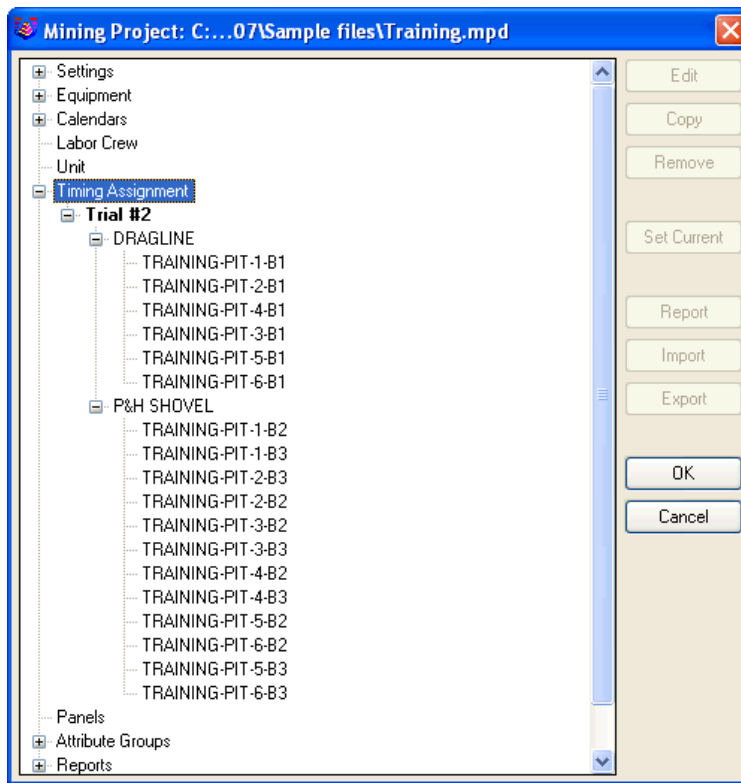 Mining Project: C:...07\Sample files\Training.mpd
Settings
Equipment
Calendars
Labor Crew
Unit
Timing Assignment
Trial #2
DRAGLINE
TRAINING-PIT-1-B1
TRAINING-PIT-2-B1
TRAINING-PIT-4-B1
TRAINING-PIT-3-B1
TRAINING-PIT-5-B1
TRAINING-PIT-6-B1
P&H SHOVEL
TRAINING-PIT-1-B2
TRAINING-PIT-1-B3
TRAINING-PIT-2-B3
TRAINING-PIT-2-B2
TRAINING-PIT-3-B2
TRAINING-PIT-3-B3
TRAINING-PIT-4-B2
TRAINING-PIT-4-B3
TRAINING-PIT-5-B2
TRAINING-PIT-6-B2
TRAINING-PIT-5-B3
TRAINING-PIT-6-B3
Panels
Attribute Groups
Reports
Edit
Copy
Remove
Set Current
Report
Import
Export
OK
Cancel